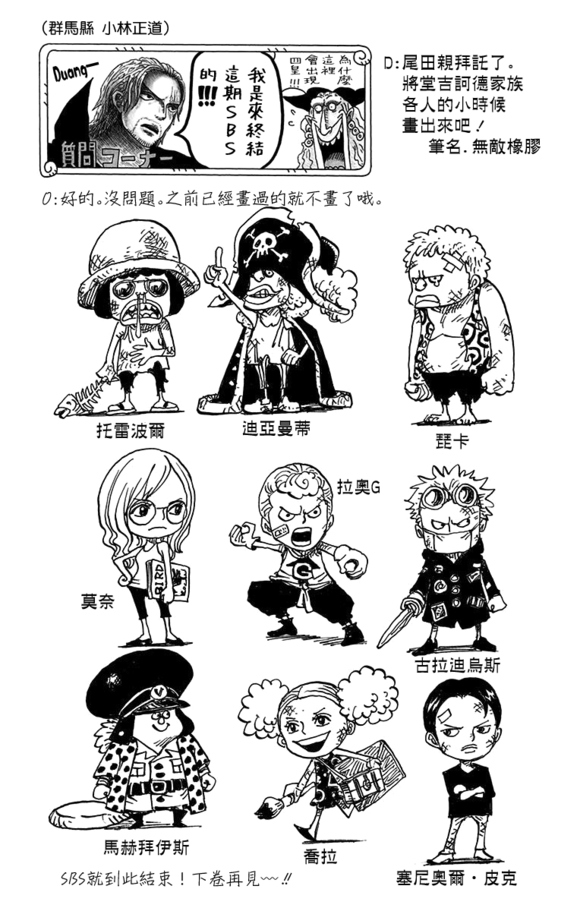 （群馬縣 小林正道）
Duong—
我是來終結
這期SBS
的!!!
為什麼
這裡
會出現
四皇!!!
質問コーナー
D:尾田親拜託了。
將堂吉訶德家族
各人的小時候
畫出來吧！
筆名.無敵橡膠
O:好的。沒問題。之前已經畫過的就不畫了哦。
托雷波爾
迪亞曼蒂
琵卡
拉奧G
G
BIRD
莫奈
古拉迪烏斯
V
馬赫拜伊斯
喬拉
塞尼奧爾・皮克
SBS就到此結束！下卷再見〰!!